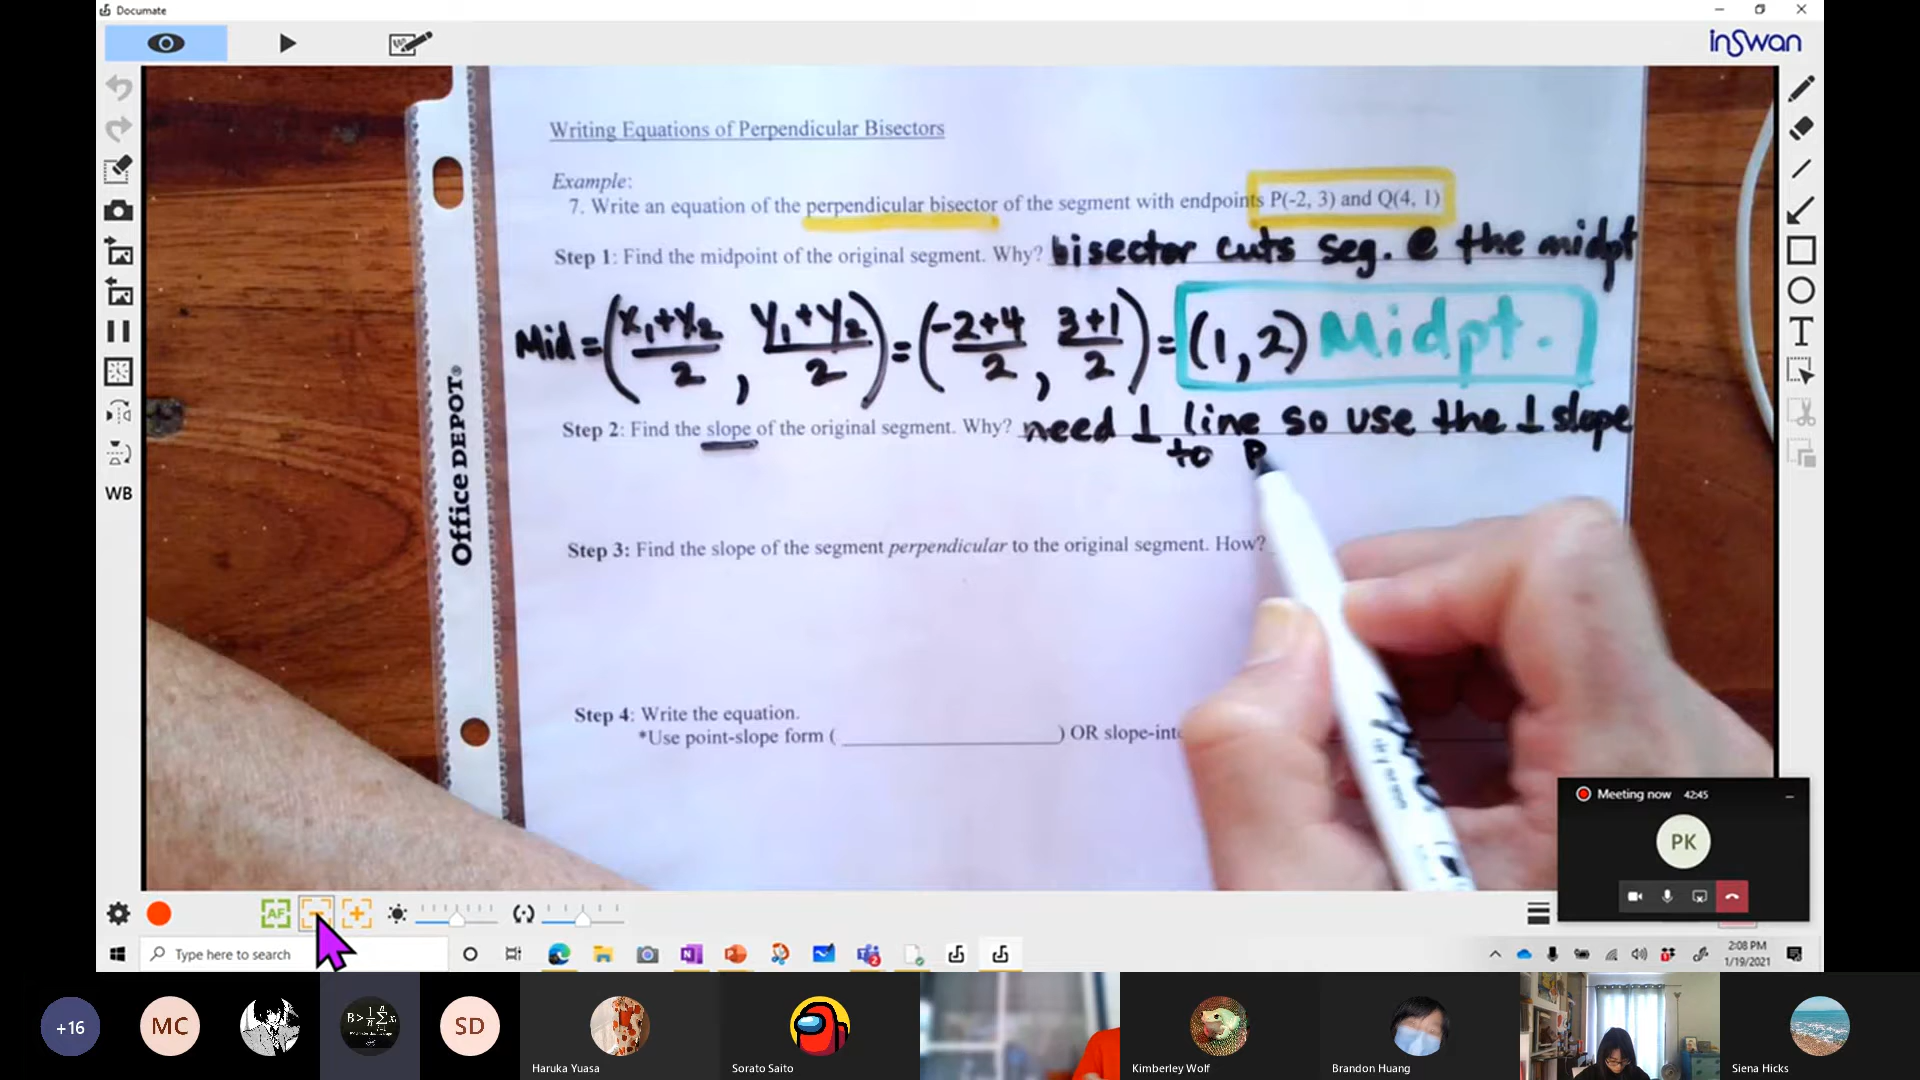 Documate
inSwan
Writing Equations of Perpendicular Bisectors
Example:
7. Write an equation of the perpendicular bisector of the segment with endpoints P(-2, 3) and Q(4, 1)
Step 1: Find the midpoint of the original segment. Why? bisector cuts seg. @ the midpt
Mid = (x₁+x₂/2, y₁+y₂/2) = (-2+4/2, 3+1/2) = (1, 2) Midpt.
Step 2: Find the slope of the original segment. Why? need ⊥ line so use the ⊥ slope
to P
Office DEPOT
Step 3: Find the slope of the segment perpendicular to the original segment. How?
Step 4: Write the equation.
*Use point-slope form (____________________) OR slope-inte
T
WB
Meeting now 42:45
PK
AF
Type here to search
2:08 PM
1/19/2021
+16
MC
SD
Haruka Yuasa
Sorato Saito
Kimberley Wolf
Brandon Huang
Siena Hicks